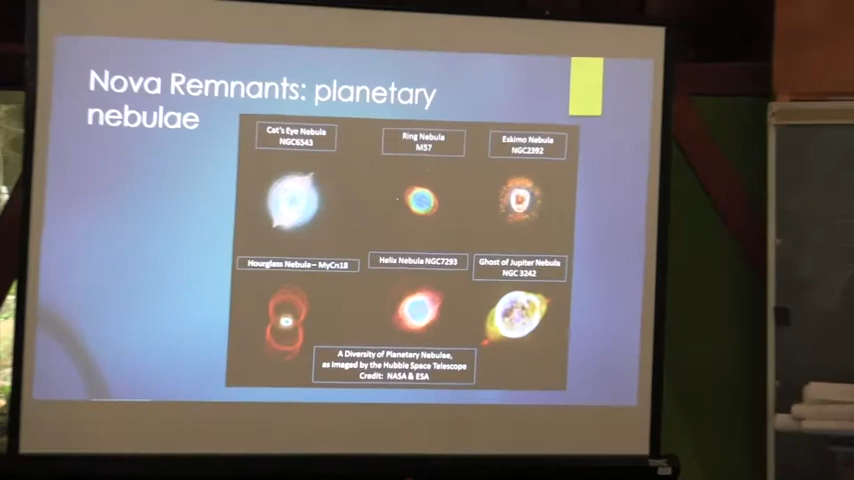 Nova Remnants: planetary
nebulae
Cat's Eye Nebula
NGC6543
Ring Nebula
M57
Eskimo Nebula
NGC2392
Hourglass Nebula – MyCn18
Helix Nebula NGC7293
Ghost of Jupiter Nebula
NGC 3242
A Diversity of Planetary Nebulae,
as Imaged by the Hubble Space Telescope
Credit: NASA & ESA